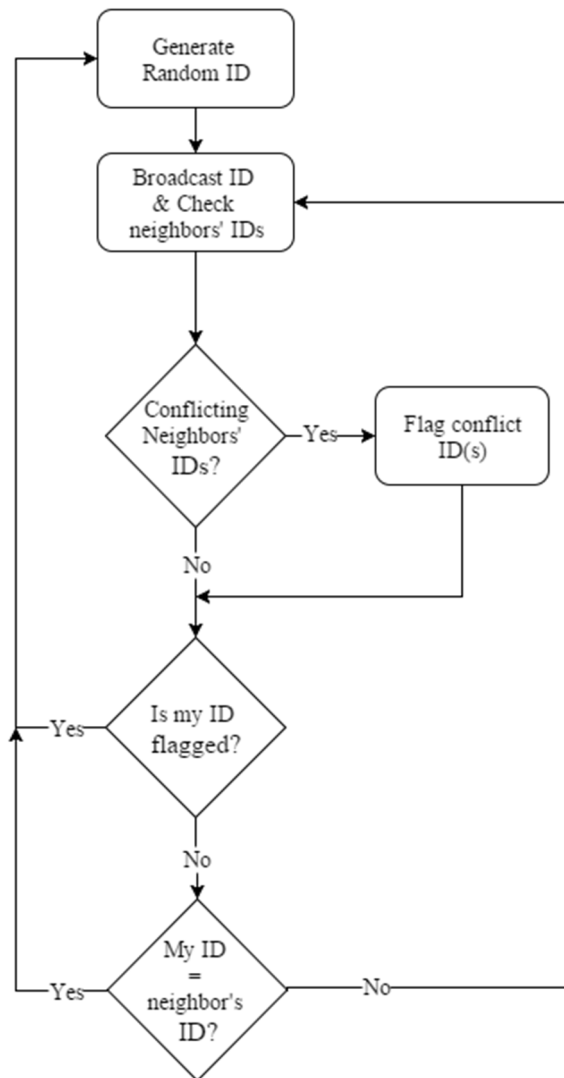 Generate
Random ID
Broadcast ID
& Check
neighbors' IDs
Conflicting
Neighbors'
IDs?
Yes
Flag conflict
ID(s)
No
Is my ID
flagged?
Yes
No
My ID
=
neighbor's
ID?
Yes
No